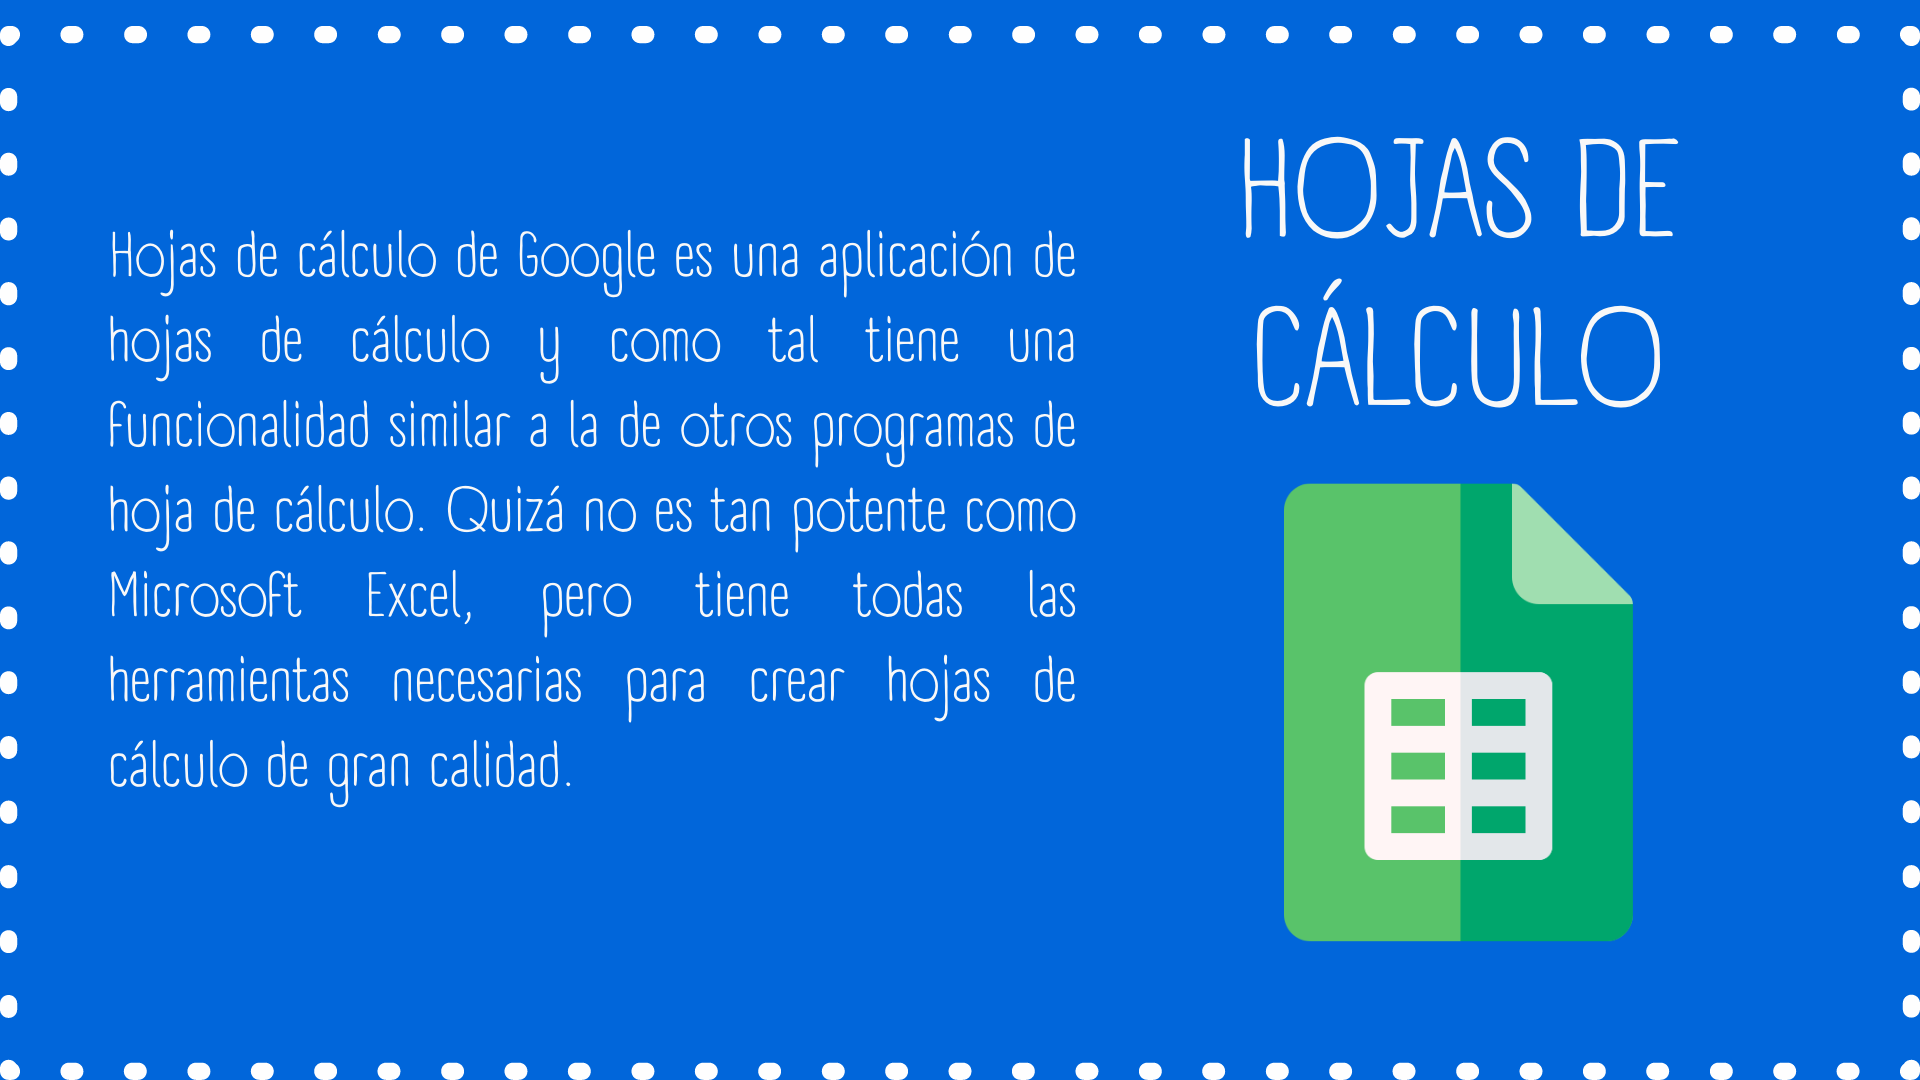 HOJAS DE
CÁLCULO
Hojas de cálculo de Google es una aplicación de
hojas de cálculo y como tal tiene una
funcionalidad similar a la de otros programas de
hoja de cálculo. Quizá no es tan potente como
Microsoft Excel, pero tiene todas las
herramientas necesarias para crear hojas de
cálculo de gran calidad.